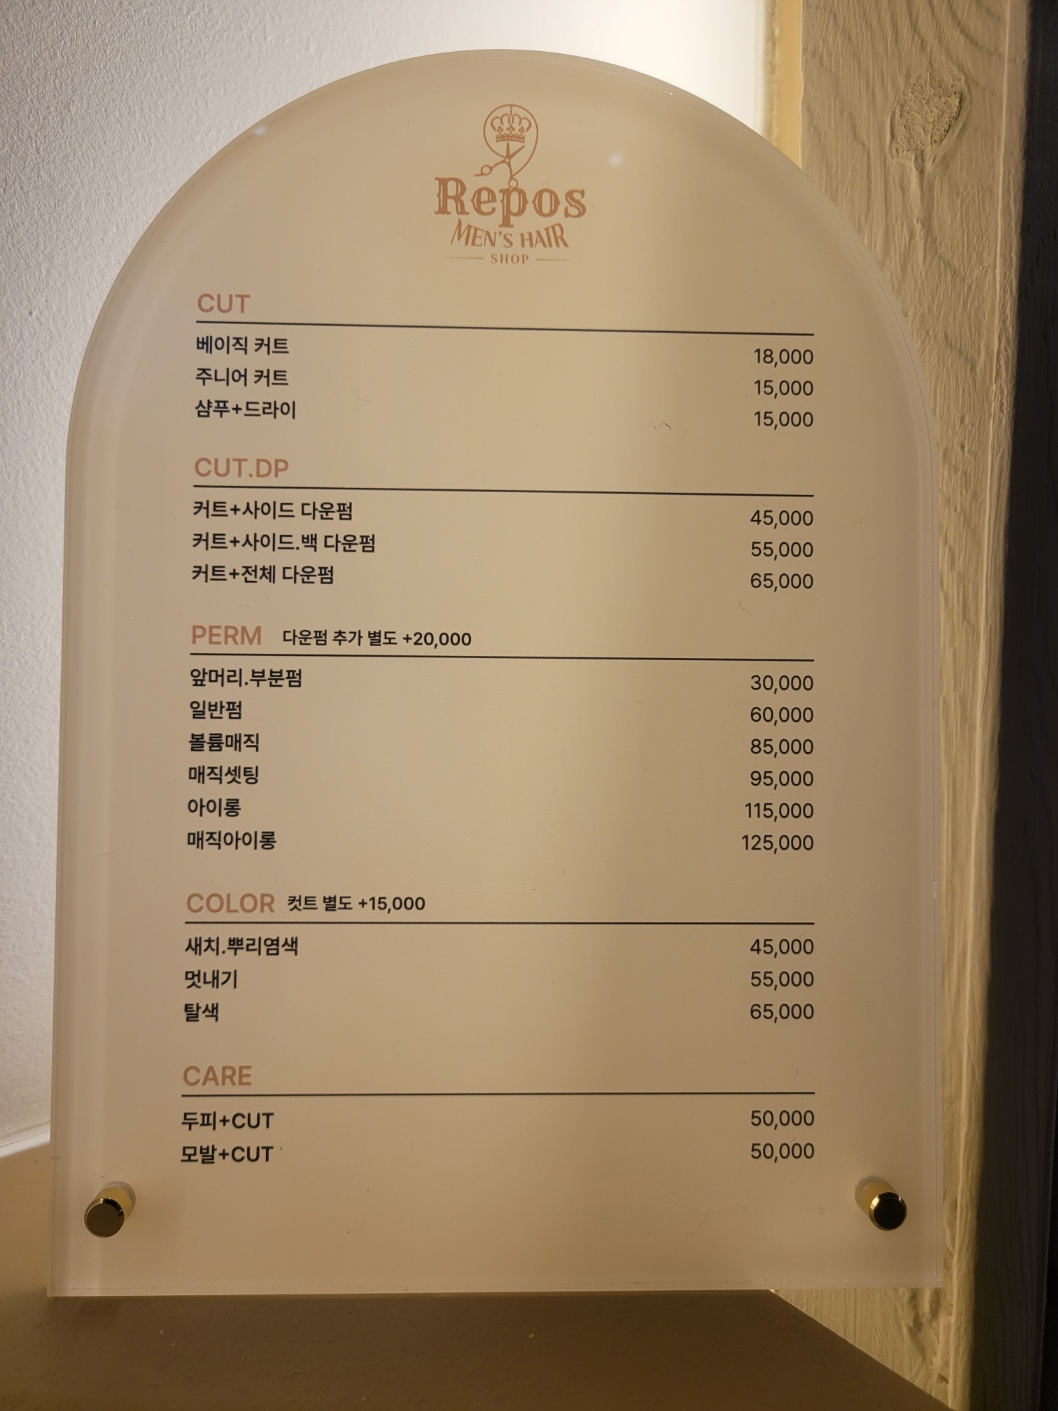 Repos
MEN'S HAIR
SHOP
CUT
베이직 커트 18,000
주니어 커트 15,000
샴푸+드라이 15,000
CUT.DP
커트+사이드 다운펌 45,000
커트+사이드.백 다운펌 55,000
커트+전체 다운펌 65,000
PERM 다운펌 추가 별도 +20,000
앞머리.부분펌 30,000
일반펌 60,000
볼륨매직 85,000
매직셋팅 95,000
아이롱 115,000
매직아이롱 125,000
COLOR 컷트 별도 +15,000
새치.뿌리염색 45,000
멋내기 55,000
탈색 65,000
CARE
두피+CUT 50,000
모발+CUT 50,000